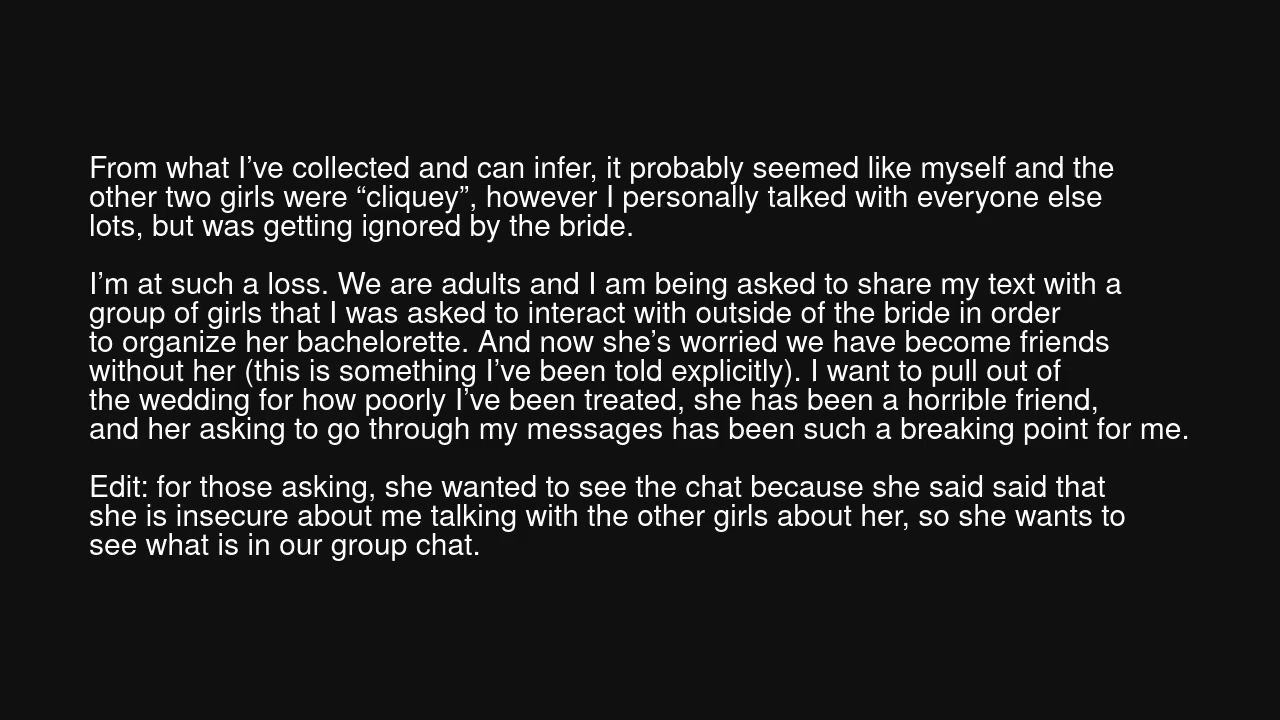 From what I’ve collected and can infer, it probably seemed like myself and the
other two girls were “cliquey”, however I personally talked with everyone else
lots, but was getting ignored by the bride.
I’m at such a loss. We are adults and I am being asked to share my text with a
group of girls that I was asked to interact with outside of the bride in order
to organize her bachelorette. And now she’s worried we have become friends
without her (this is something I’ve been told explicitly). I want to pull out of
the wedding for how poorly I’ve been treated, she has been a horrible friend,
and her asking to go through my messages has been such a breaking point for me.
Edit: for those asking, she wanted to see the chat because she said said that
she is insecure about me talking with the other girls about her, so she wants to
see what is in our group chat.